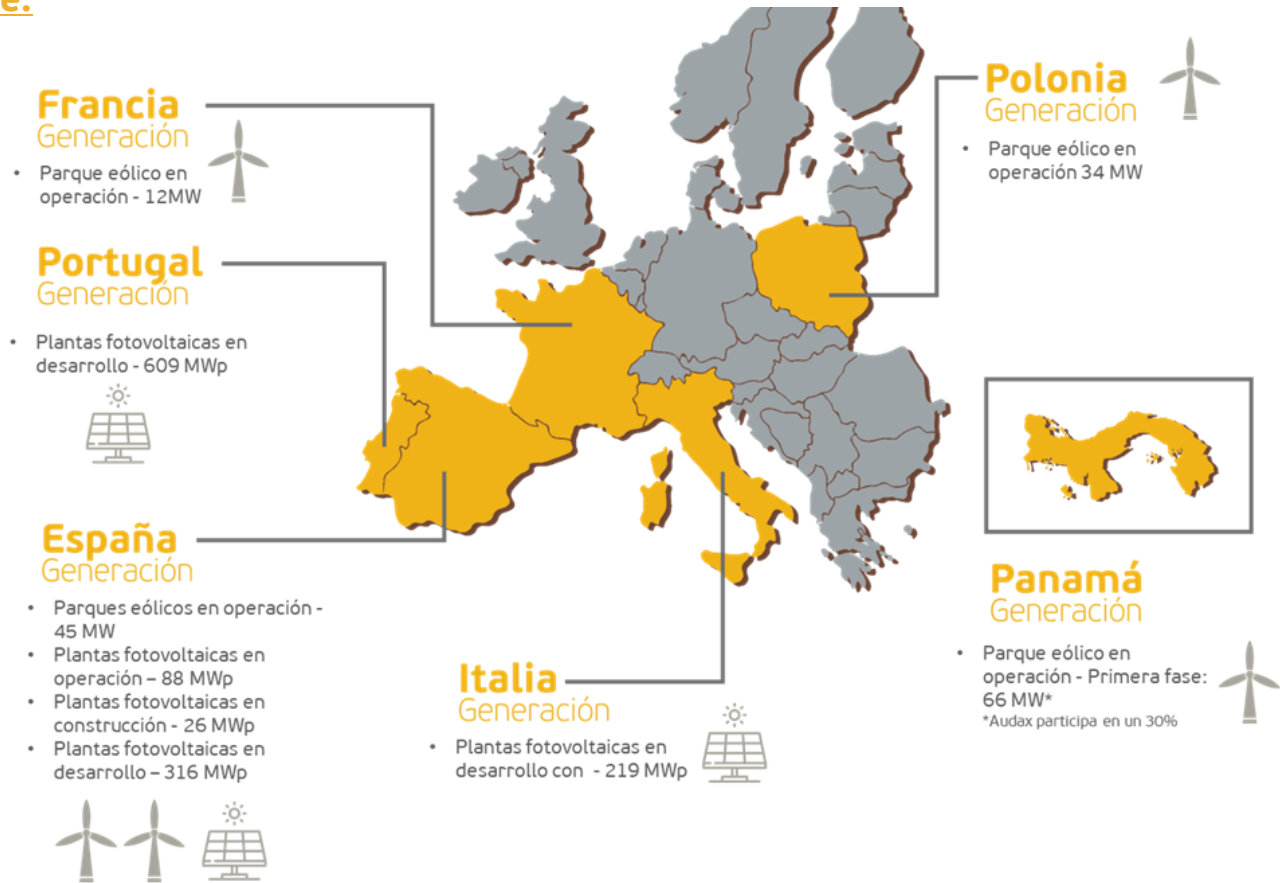 e.
Francia
Generación
• Parque eólico en
operación - 12MW
Portugal
Generación
• Plantas fotovoltaicas en
desarrollo - 609 MWp
España
Generación
• Parques eólicos en operación -
45 MW
• Plantas fotovoltaicas en
operación – 88 MWp
• Plantas fotovoltaicas en
construcción - 26 MWp
• Plantas fotovoltaicas en
desarrollo – 316 MWp
Italia
Generación
• Plantas fotovoltaicas en
desarrollo con - 219 MWp
Polonia
Generación
• Parque eólico en
operación 34 MW
Panamá
Generación
• Parque eólico en
operación - Primera fase:
66 MW*
*Audax participa en un 30%